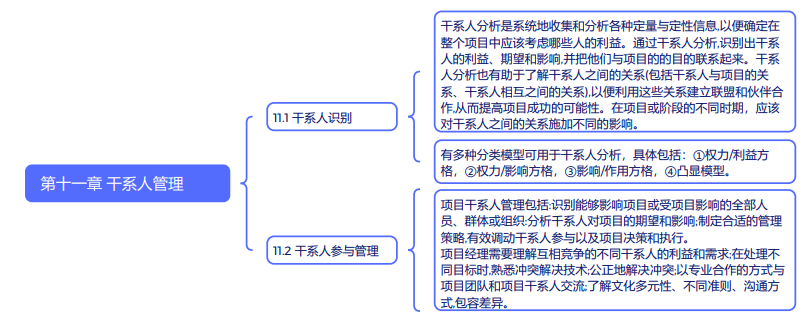 第十一章 干系人管理
11.1 干系人识别
干系人分析是系统地收集和分析各种定量与定性信息,以便确定在
整个项目中应该考虑哪些人的利益。通过干系人分析,识别出干系
人的利益、期望和影响,并把他们与项目的的目的联系起来。干系
人分析也有助于了解干系人之间的关系(包括干系人与项目的关
系、干系人相互之间的关系),以便利用这些关系建立联盟和伙伴合
作,从而提高项目成功的可能性。在项目或阶段的不同时期，应该
对干系人之间的关系施加不同的影响。
有多种分类模型可用于干系人分析，具体包括：①权力/利益方
格，②权力/影响方格，③影响/作用方格，④凸显模型。
11.2 干系人参与管理
项目干系人管理包括:识别能够影响项目或受项目影响的全部人
员、群体或组织:分析干系人对项目的期望和影响;制定合适的管理
策略,有效调动干系人参与以及项目决策和执行。
项目经理需要理解互相竞争的不同干系人的利益和需求;在处理不
同目标时,熟悉冲突解决技术;公正地解决冲突;以专业合作的方式与
项目团队和项目干系人交流;了解文化多元性、不同准则、沟通方
式,包容差异。